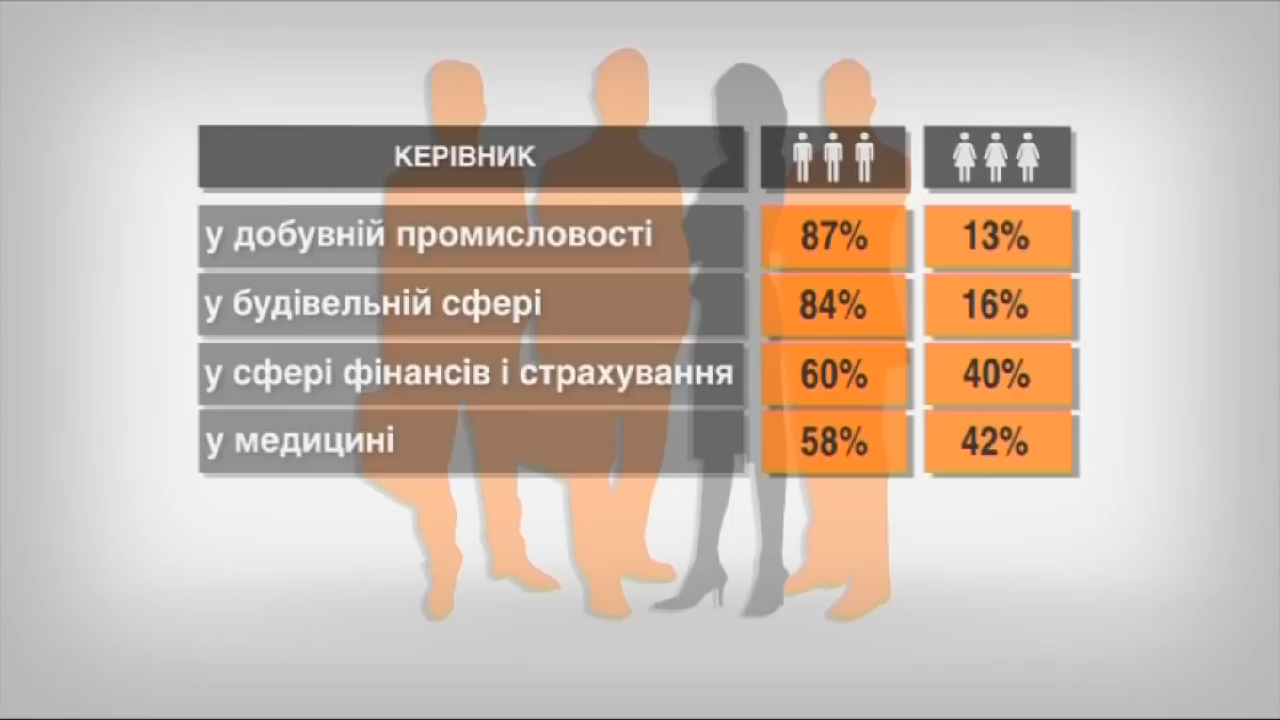 КЕРІВНИК
у добувній промисловості 87% 13%
у будівельній сфері 84% 16%
у сфері фінансів і страхування 60% 40%
у медицині 58% 42%